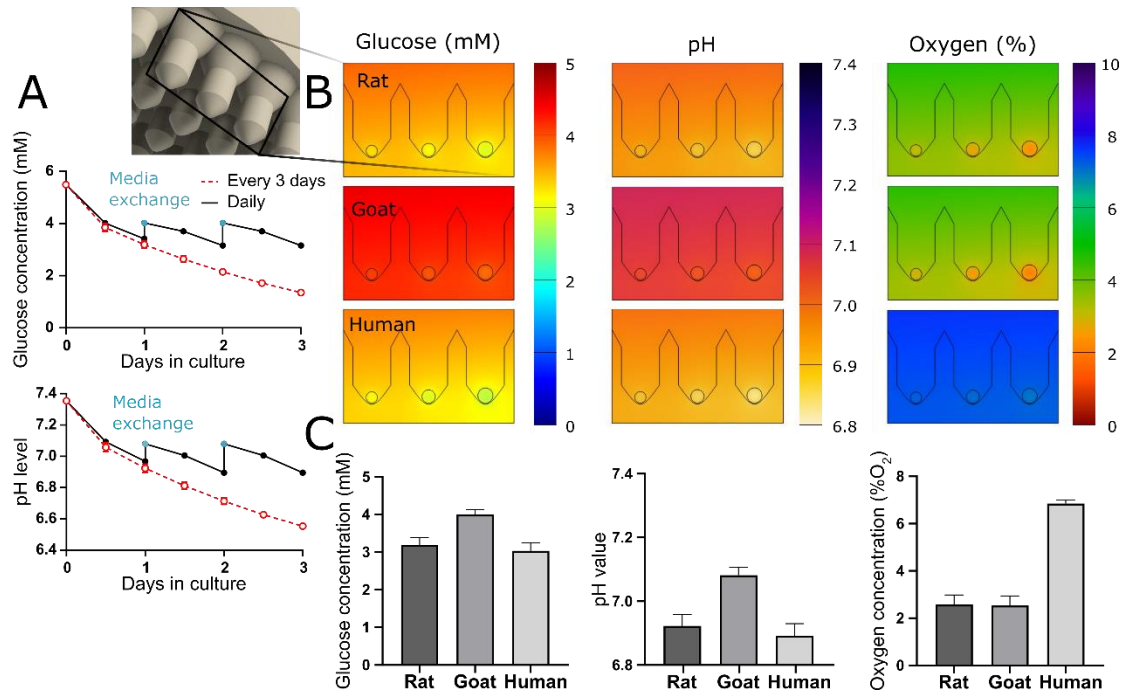 A
Glucose concentration (mM)
6
4
2
0
Media
exchange
Every 3 days
Daily
0 1 2 3
Days in culture
pH level
7.4
7.2
7.0
6.8
6.6
6.4
Media
exchange
0 1 2 3
Days in culture
B
Glucose (mM)
pH
Oxygen (%)
Rat
Goat
Human
5
4
3
2
1
0
7.4
7.3
7.2
7.1
7.0
6.9
6.8
10
8
6
4
2
0
C
Glucose concentration (mM)
5
4
3
2
1
0
Rat Goat Human
pH value
7.4
7.2
7.0
6.8
Rat Goat Human
Oxygen concentration (%O2)
8
6
4
2
0
Rat Goat Human